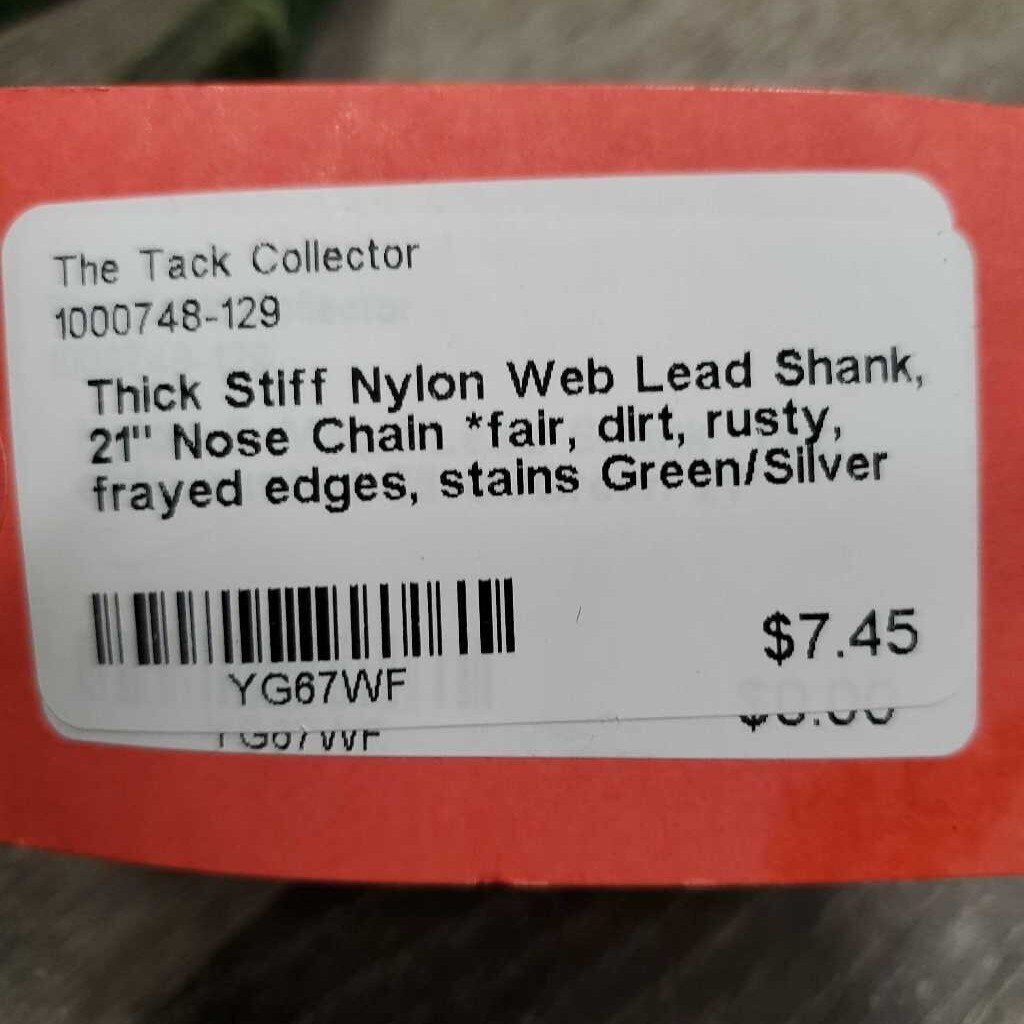 The Tack Collector
1000748-129
Thick Stiff Nylon Web Lead Shank,
21" Nose Chain *fair, dirt, rusty,
frayed edges, stains Green/Silver
$7.45
YG67WF
YG67WF